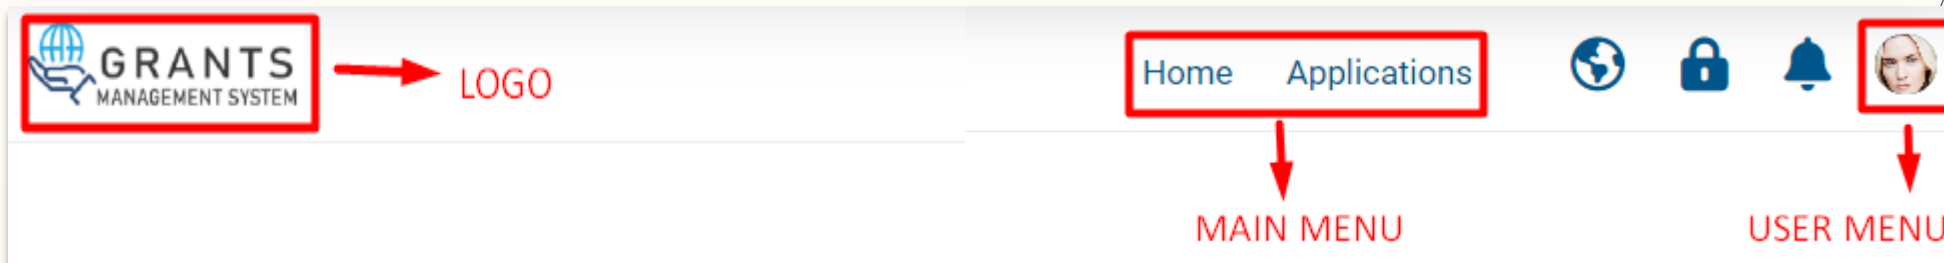 GRANTS
MANAGEMENT SYSTEM
LOGO
Home Applications
MAIN MENU
USER MENU